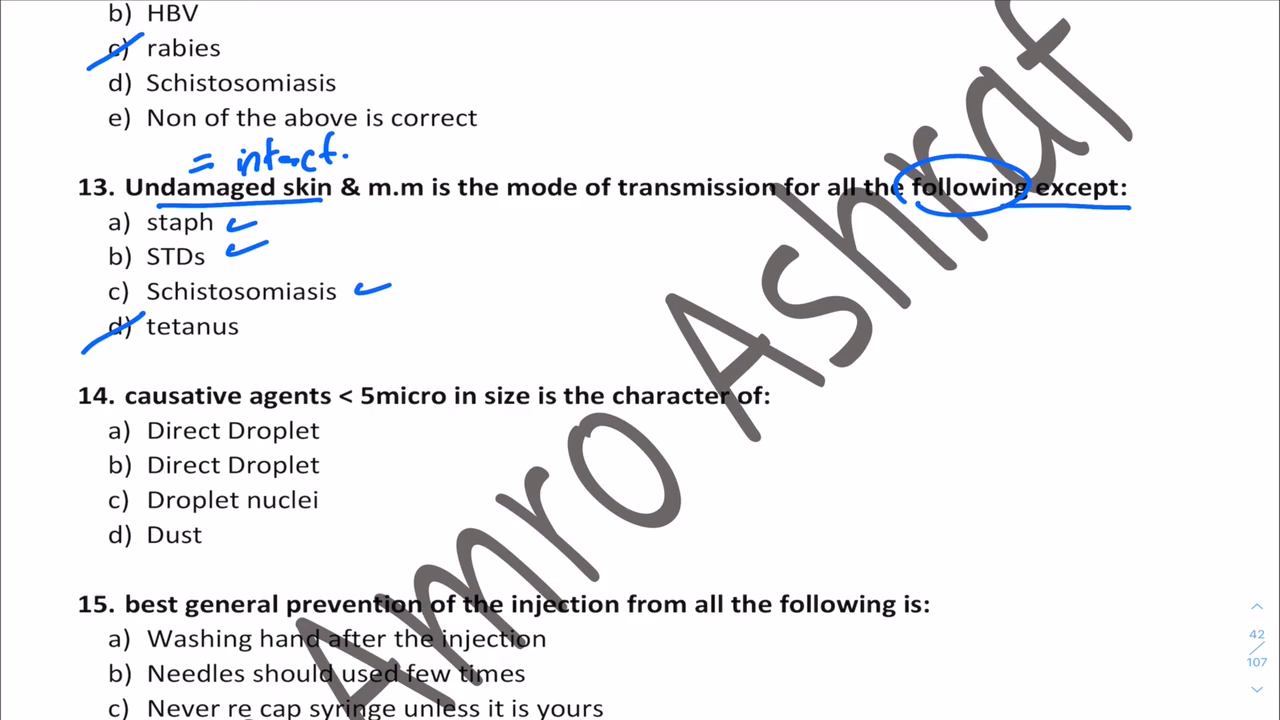 b) HBV
c) rabies
d) Schistosomiasis
e) Non of the above is correct
= intact.
13. Undamaged skin & m.m is the mode of transmission for all the following except:
a) staph
b) STDs
c) Schistosomiasis
d) tetanus
14. causative agents < 5micro in size is the character of:
a) Direct Droplet
b) Direct Droplet
c) Droplet nuclei
d) Dust
15. best general prevention of the injection from all the following is:
a) Washing hand after the injection
b) Needles should used few times
c) Never re cap syringe unless it is yours
Amro Ashraf
42
107